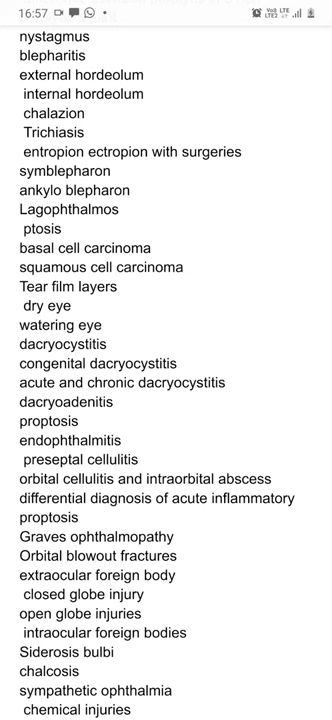 16:57
Vo) LTE
LTE2
nystagmus
blepharitis
external hordeolum
internal hordeolum
chalazion
Trichiasis
entropion ectropion with surgeries
symblepharon
ankylo blepharon
Lagophthalmos
ptosis
basal cell carcinoma
squamous cell carcinoma
Tear film layers
dry eye
watering eye
dacryocystitis
congenital dacryocystitis
acute and chronic dacryocystitis
dacryoadenitis
proptosis
endophthalmitis
preseptal cellulitis
orbital cellulitis and intraorbital abscess
differential diagnosis of acute inflammatory
proptosis
Graves ophthalmopathy
Orbital blowout fractures
extraocular foreign body
closed globe injury
open globe injuries
intraocular foreign bodies
Siderosis bulbi
chalcosis
sympathetic ophthalmia
chemical injuries